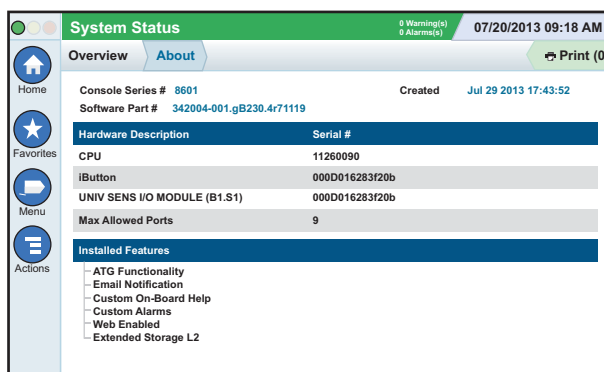 System Status
0 Warning(s)
0 Alarms(s)
07/20/2013 09:18 AM
Overview
About
Print (0
Home
Favorites
Menu
Actions
Console Series # 8601
Created Jul 29 2013 17:43:52
Software Part # 342004-001.gB230.4r71119
Hardware Description Serial #
CPU 11260090
iButton 000D016283f20b
UNIV SENS I/O MODULE (B1.S1) 000D016283f20b
Max Allowed Ports 9
Installed Features
ATG Functionality
Email Notification
Custom On-Board Help
Custom Alarms
Web Enabled
Extended Storage L2